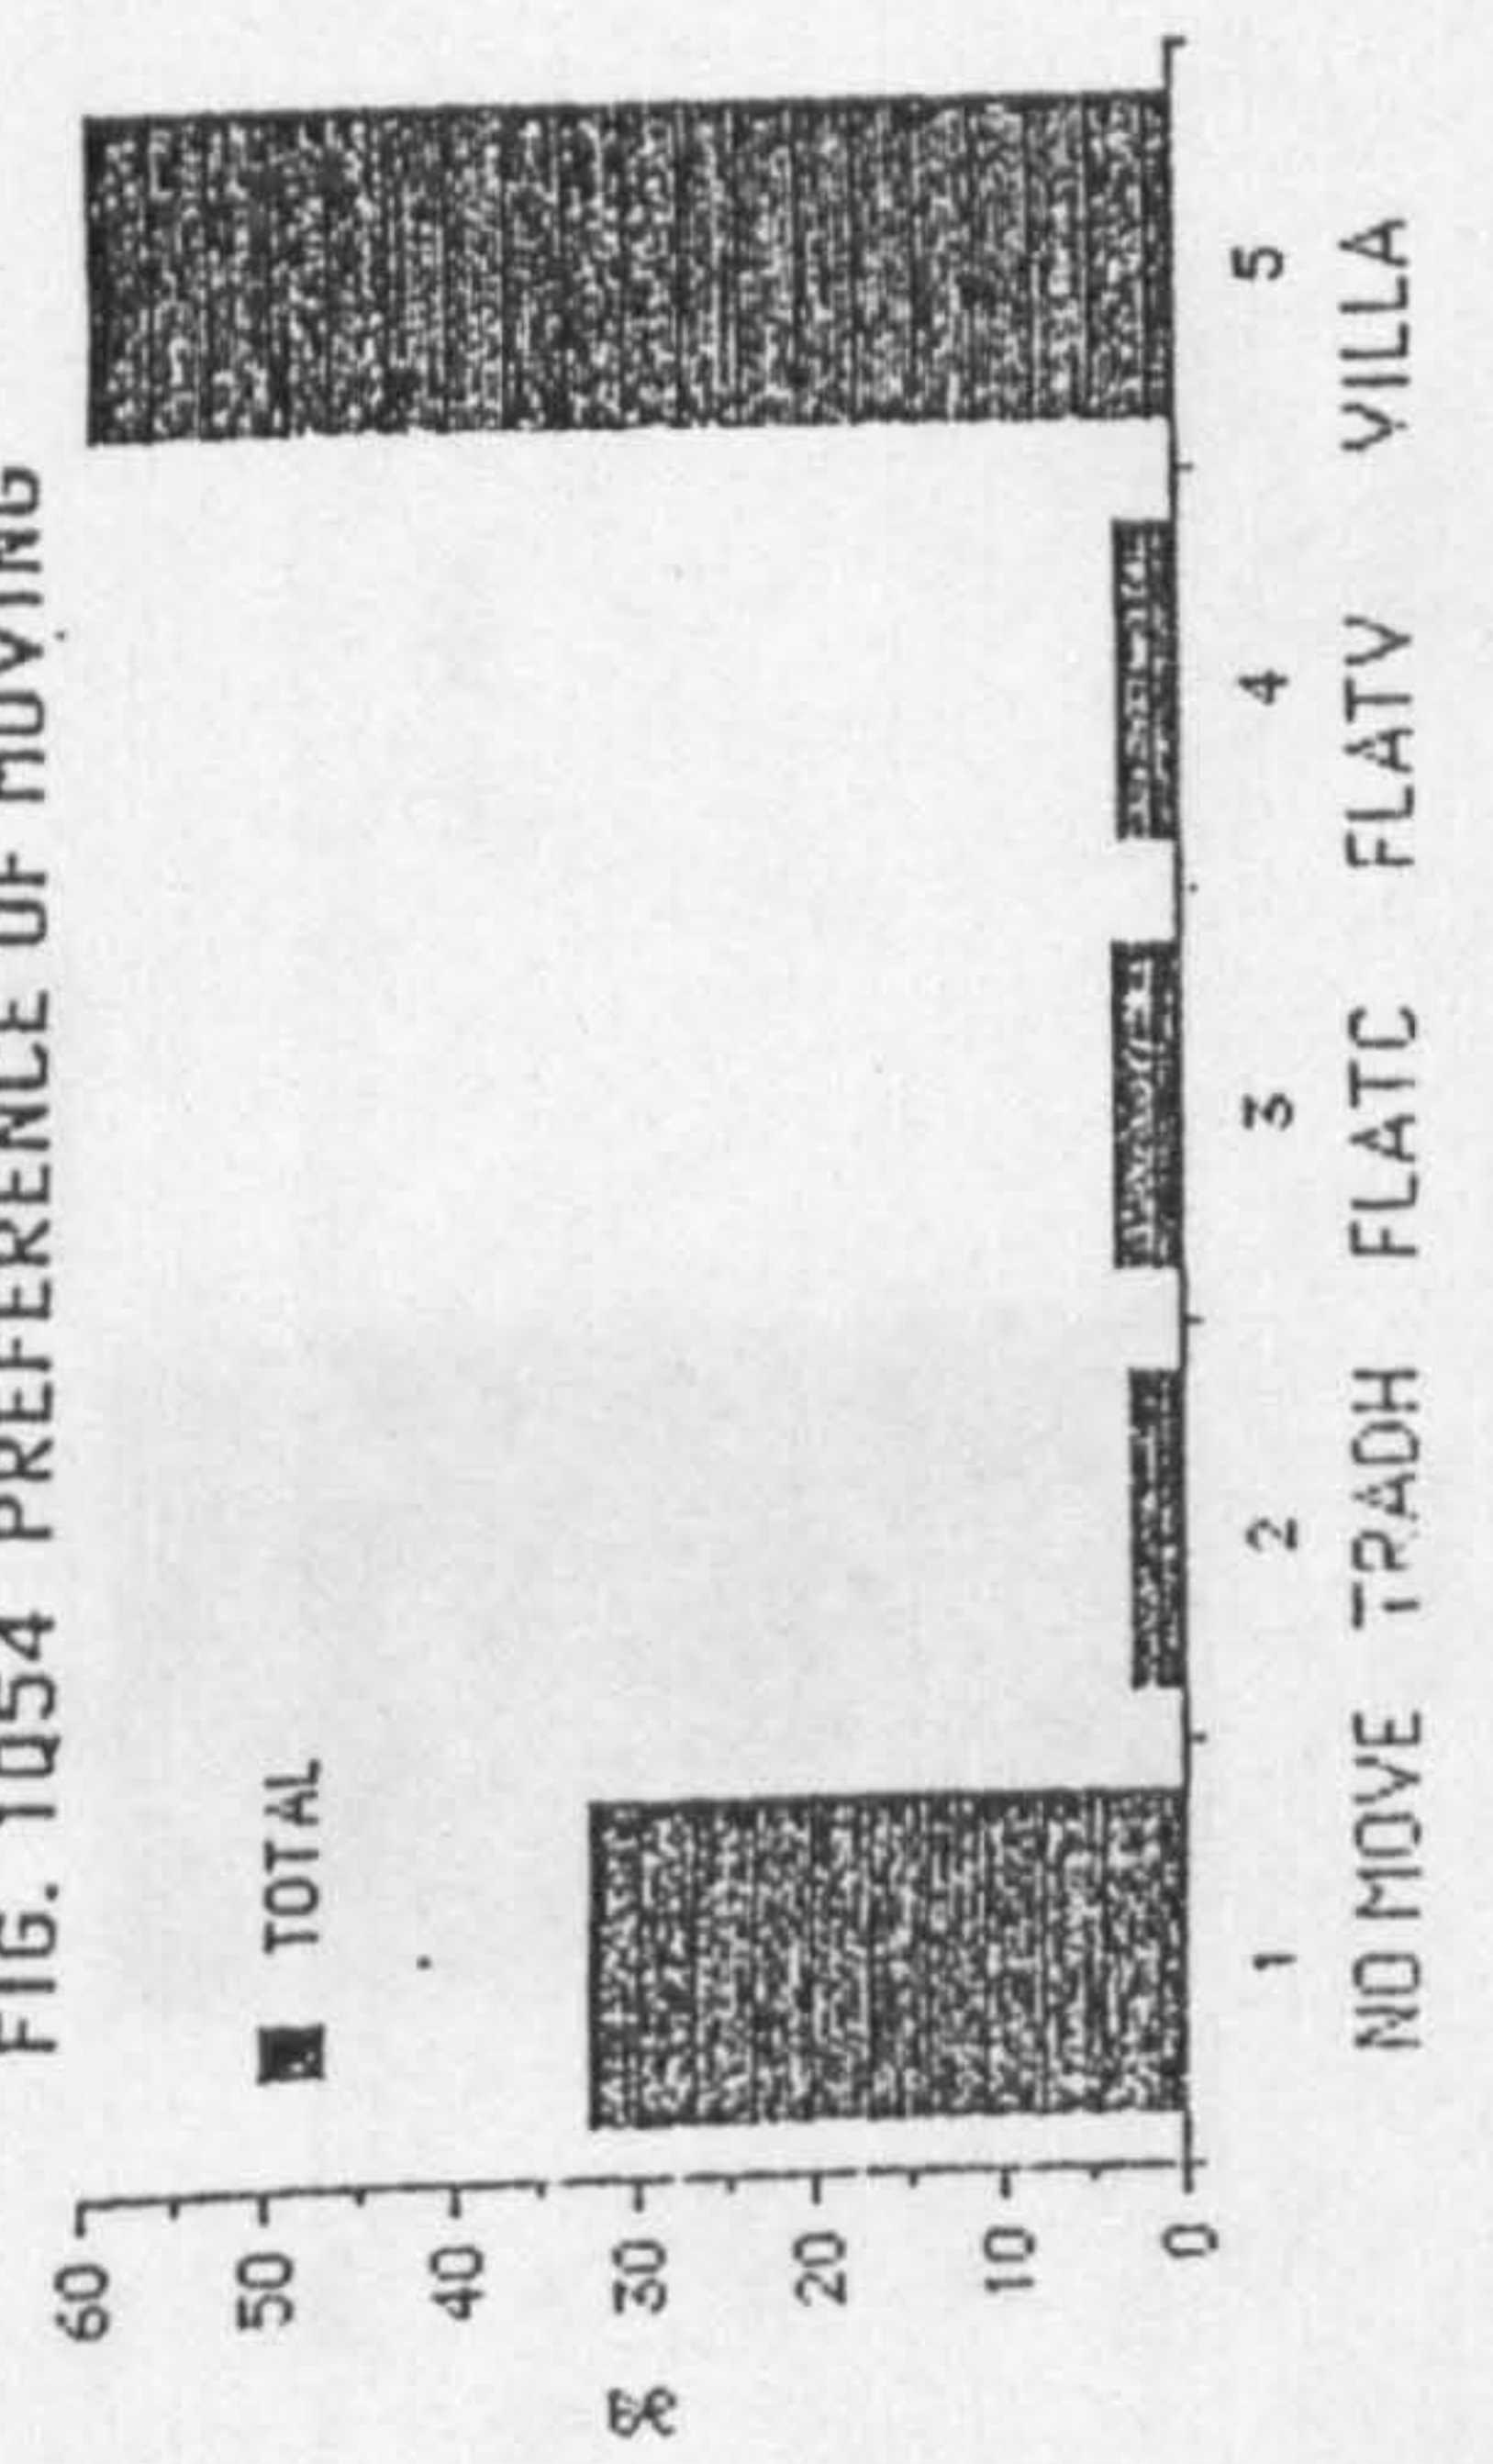 FIG. 1Q54 PREFERENCE OF MOVING
TOTAL
60
50
40
30
20
10
0
%
1 2 3 4 5
NO MOVE TRADH FLATC FLATV VILLA